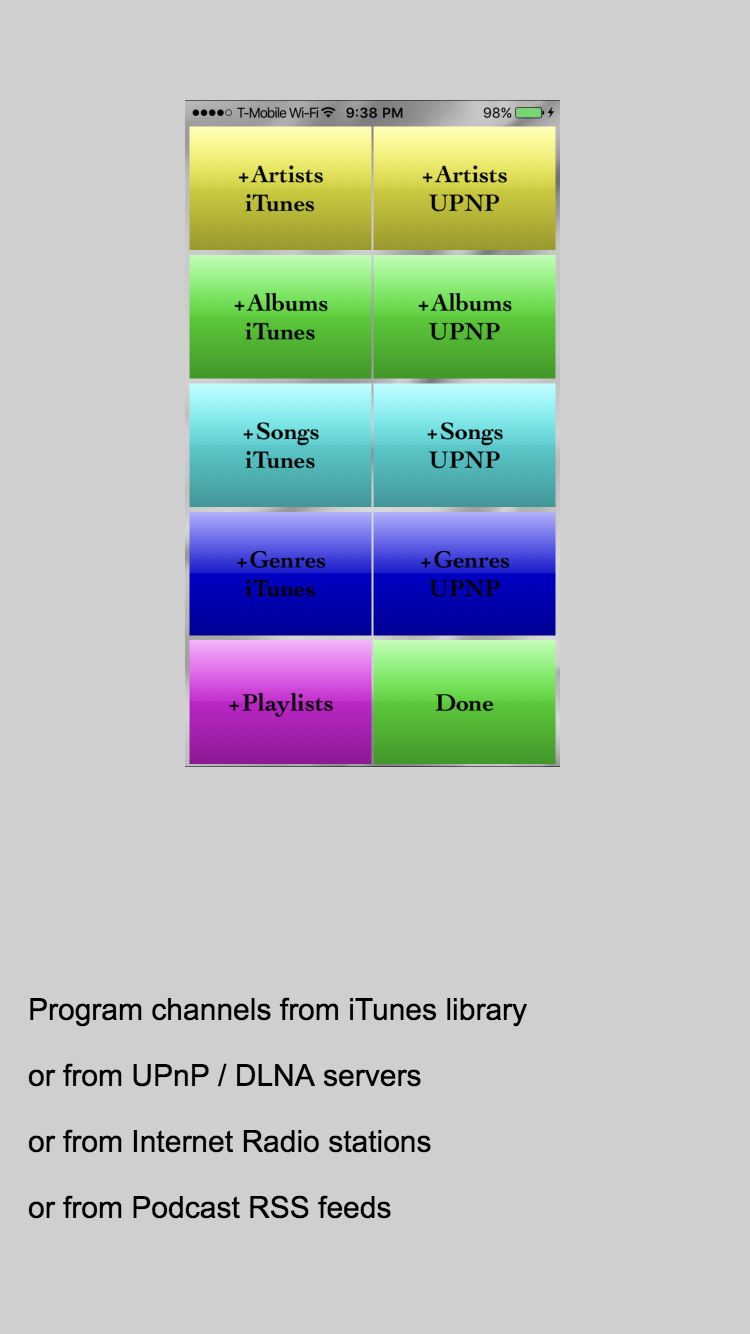 T-Mobile Wi-Fi 9:38 PM 98%
+Artists
iTunes
+Artists
UPNP
+Albums
iTunes
+Albums
UPNP
+Songs
iTunes
+Songs
UPNP
+Genres
iTunes
+Genres
UPNP
+Playlists
Done
Program channels from iTunes library
or from UPnP / DLNA servers
or from Internet Radio stations
or from Podcast RSS feeds